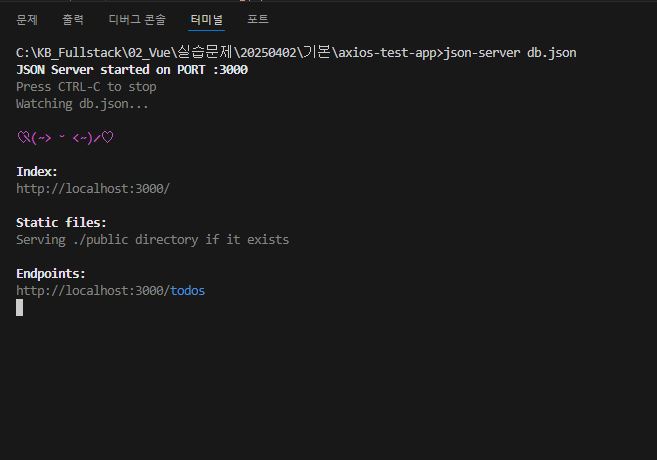 문제 출력 디버그 콘솔 터미널 포트
C:\KB_Fullstack\02_Vue\실습문제\20250402\기본\axios-test-app>json-server db.json
JSON Server started on PORT :3000
Press CTRL-C to stop
Watching db.json...
♡(~> ᵕ <~)/♡
Index:
http://localhost:3000/
Static files:
Serving ./public directory if it exists
Endpoints:
http://localhost:3000/todos